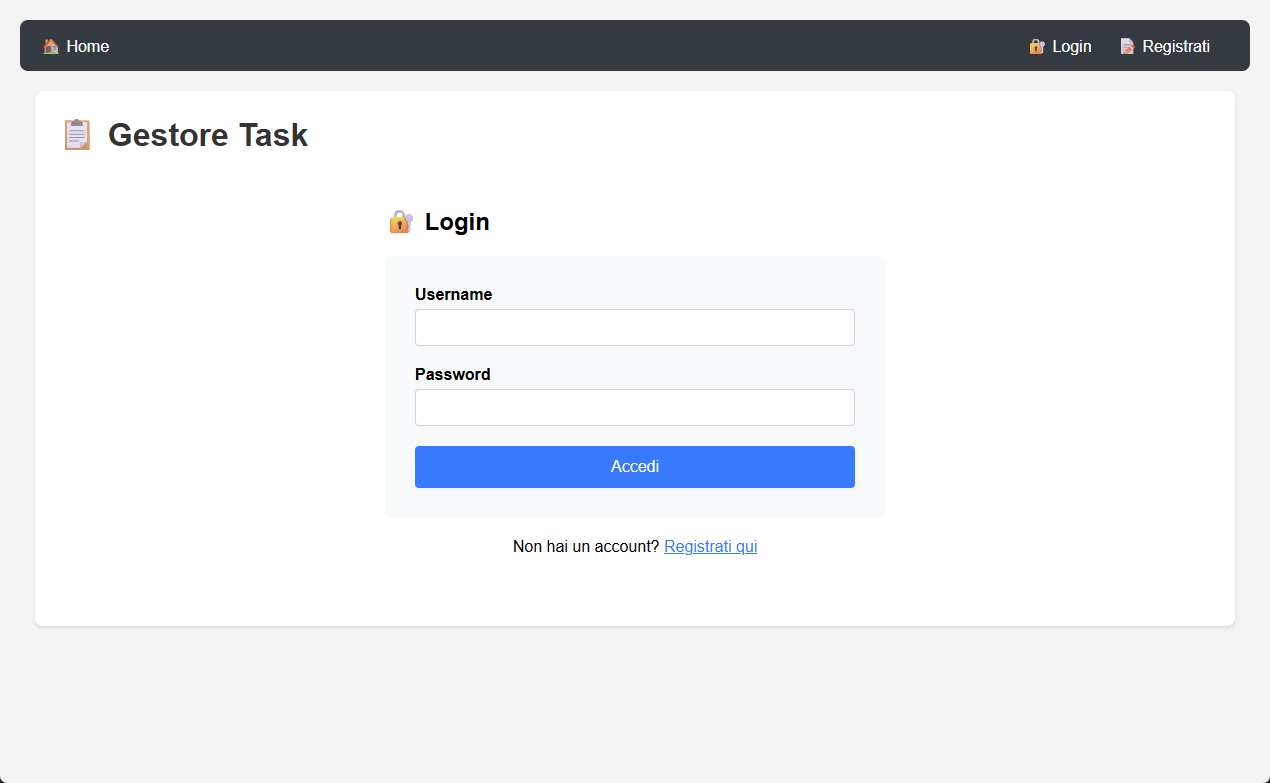 Home
Login
Registrati
Gestore Task
Login
Username
Password
Accedi
Non hai un account? Registrati qui